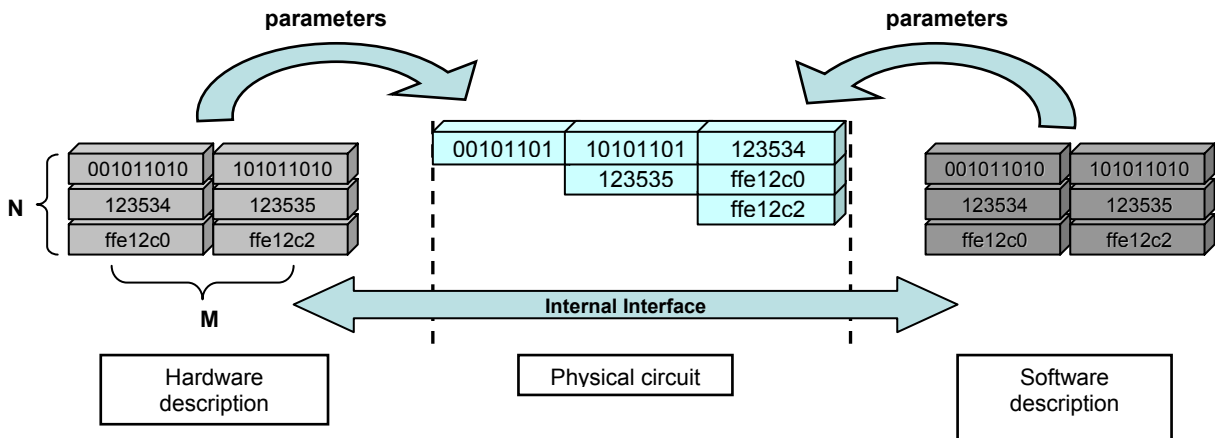 parameters
parameters
00101101 10101101 123534
123535 ffe12c0
ffe12c2
N
001011010 101011010
123534 123535
ffe12c0 ffe12c2
M
001011010 101011010
123534 123535
ffe12c0 ffe12c2
Internal Interface
Hardware
description
Physical circuit
Software
description